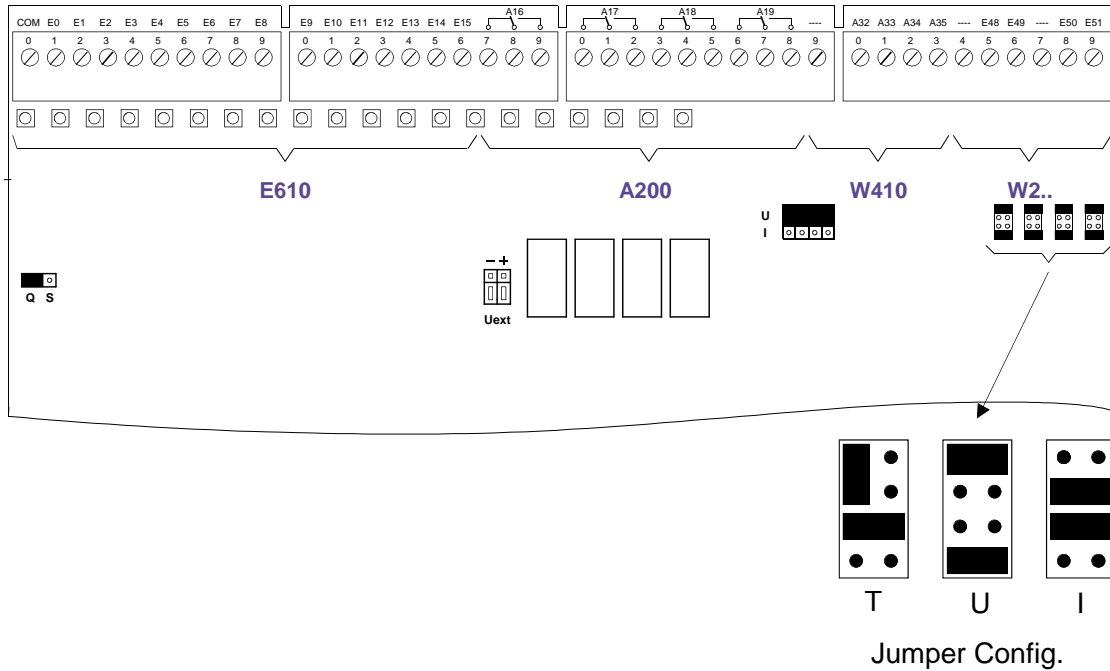 COM E0 E1 E2 E3 E4 E5 E6 E7 E8 E9 E10 E11 E12 E13 E14 E15 A16 A17 A18 A19 ---- A32 A33 A34 A35 ---- E48 E49 ---- E50 E51
0 1 2 3 4 5 6 7 8 9 0 1 2 3 4 5 6 7 8 9 0 1 2 3 4 5 6 7 8 9 0 1 2 3 4 5 6 7 8 9
E610 A200 W410 W2..
U
I
− +
Q S
Uext
T U I
Jumper Config.